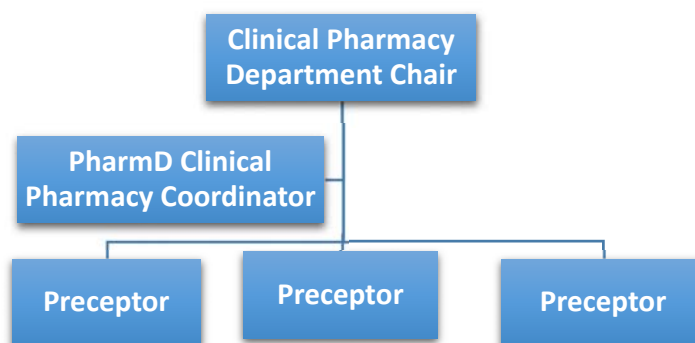 Clinical Pharmacy
Department Chair
PharmD Clinical
Pharmacy Coordinator
Preceptor
Preceptor
Preceptor